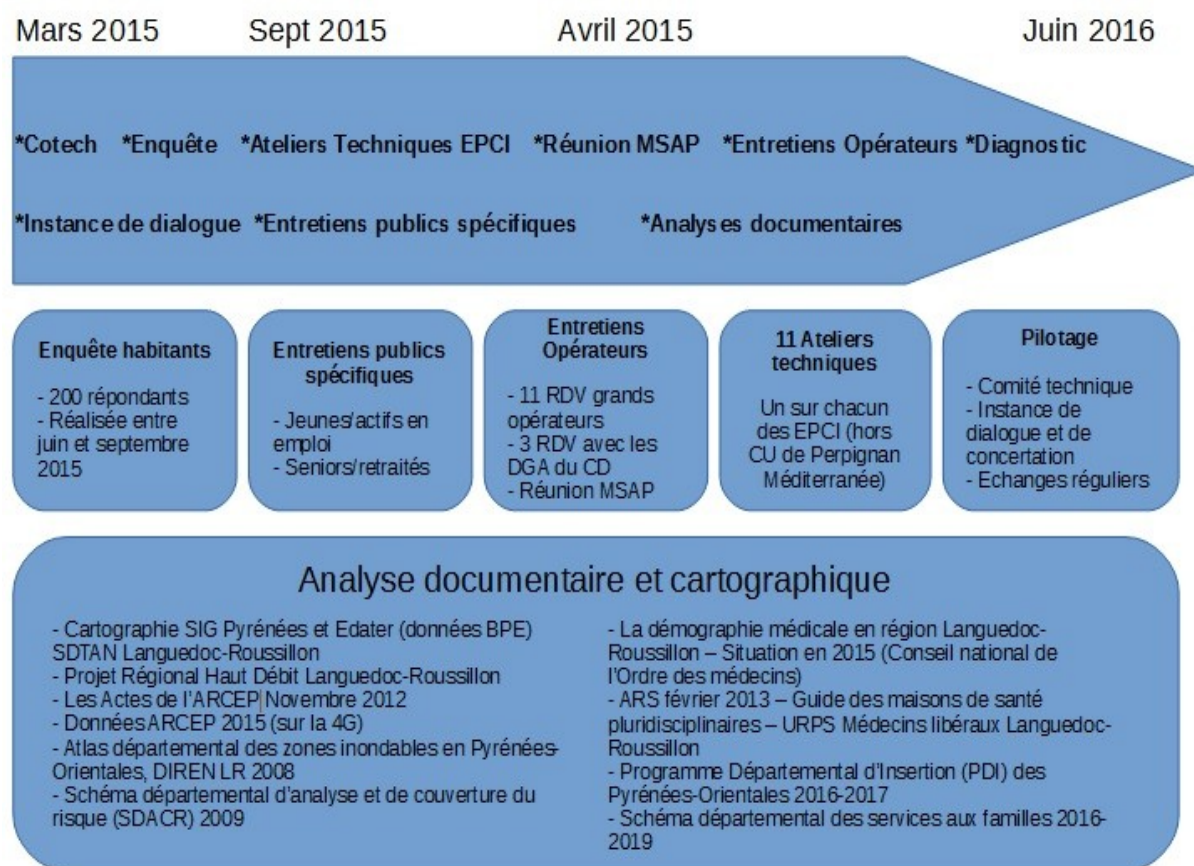 Mars 2015 Sept 2015 Avril 2015 Juin 2016
*Cotech *Enquête *Ateliers Techniques EPCI *Réunion MSAP *Entretiens Opérateurs *Diagnostic
*Instance de dialogue *Entretiens publics spécifiques *Analyses documentaires
Enquête habitants
- 200 répondants
- Réalisée entre
juin et septembre
2015
Entretiens publics
spécifiques
- Jeunes/actifs en
emploi
- Seniors/retraités
Entretiens
Opérateurs
- 11 RDV grands
opérateurs
- 3 RDV avec les
DGA du CD
- Réunion MSAP
11 Ateliers
techniques
Un sur chacun
des EPCI (hors
CU de Perpignan
Méditerranée)
Pilotage
- Comité technique
- Instance de
dialogue et de
concertation
- Echanges réguliers
Analyse documentaire et cartographique
- Cartographie SIG Pyrénées et Edater (données BPE)
SDTAN Languedoc-Roussillon
- Projet Régional Haut Débit Languedoc-Roussillon
- Les Actes de l'ARCEP|Novembre 2012
- Données ARCEP 2015 (sur la 4G)
- Atlas départemental des zones inondables en Pyrénées-
Orientales, DIREN LR 2008
- Schéma départemental d'analyse et de couverture du
risque (SDACR) 2009
- La démographie médicale en région Languedoc-
Roussillon – Situation en 2015 (Conseil national de
l'Ordre des médecins)
- ARS février 2013 – Guide des maisons de santé
pluridisciplinaires – URPS Médecins libéraux Languedoc-
Roussillon
- Programme Départemental d'Insertion (PDI) des
Pyrénées-Orientales 2016-2017
- Schéma départemental des services aux familles 2016-
2019